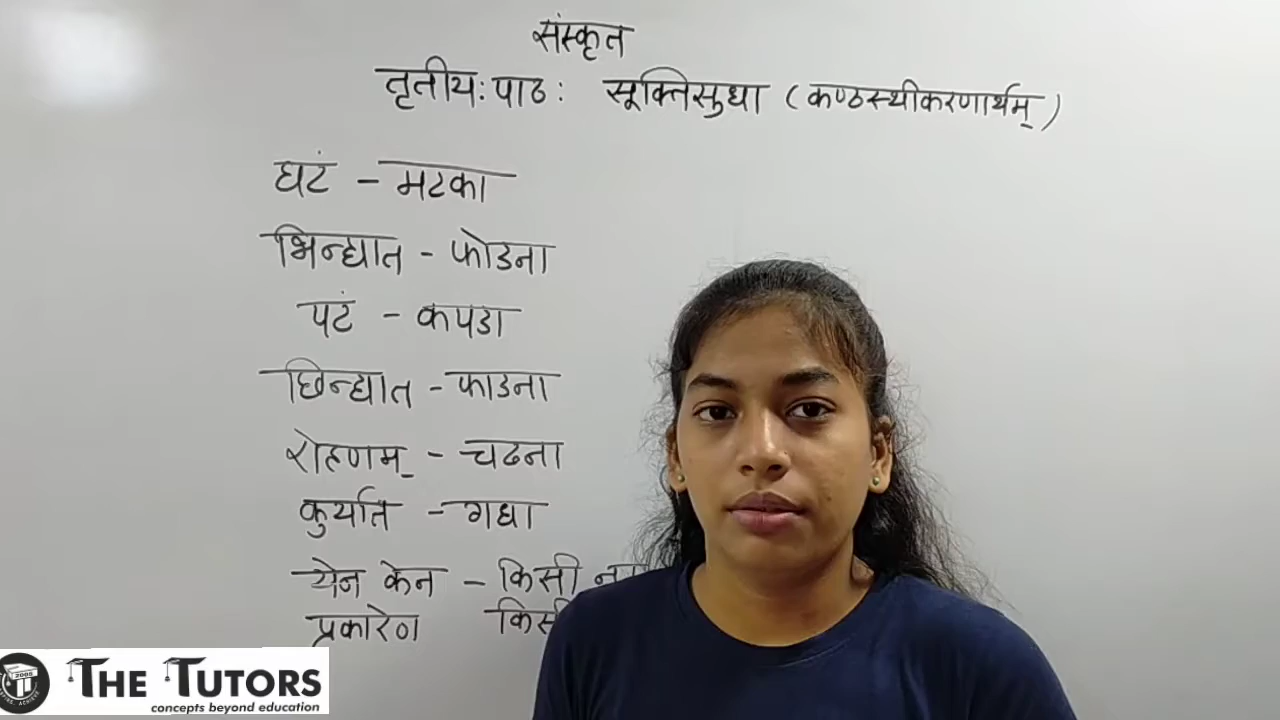 संस्कृत
तृतीय: पाठ: सूक्तिसुधा (कण्ठस्थीकरणार्थम्)
घटं - मटका
भिन्द्यात - फोडना
पटं - कपडा
छिन्द्यात - फाडना
रोहणम् - चढना
कुर्यात - गधा
येन केन - किसी
प्रकारेण
THE TUTORS
concepts beyond education